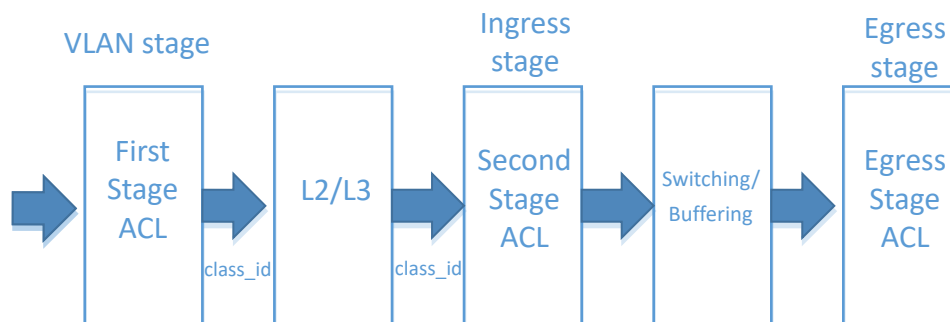 VLAN stage
Ingress
stage
Egress
stage
First
Stage
ACL
L2/L3
Second
Stage
ACL
Switching/
Buffering
Egress
Stage
ACL
class_id
class_id